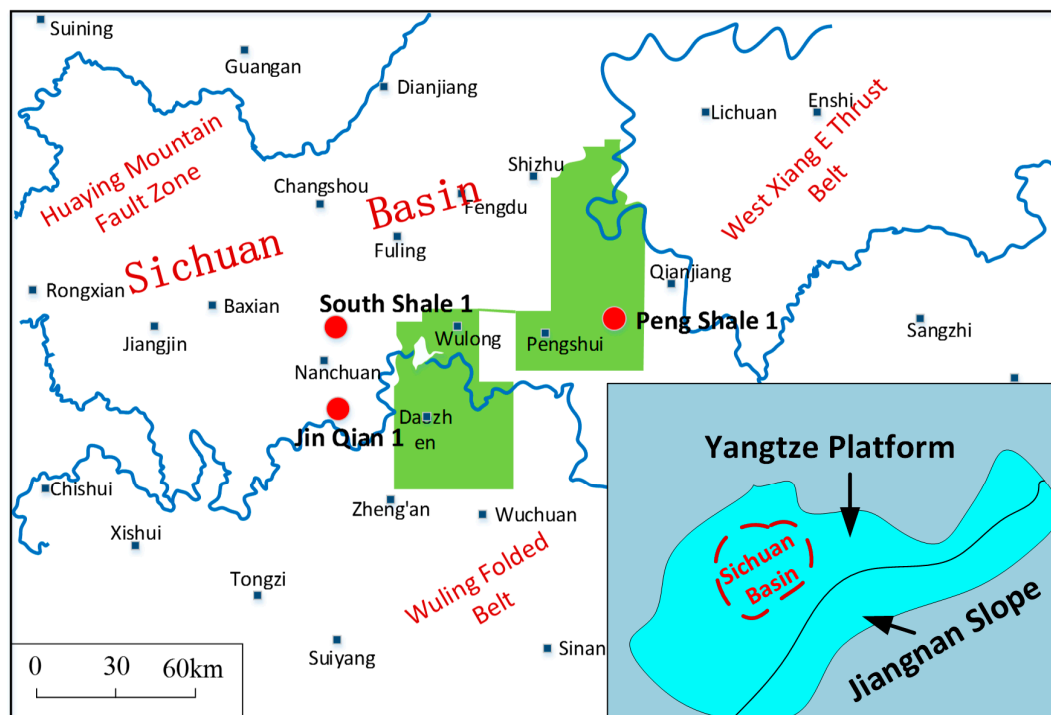 Suining
Guangan
Dianjiang
Lichuan
Enshi
Huaying Mountain
Fault Zone
West Xiang E Thrust
Belt
Shizhu
Changshou
Basin
Fengdu
Fuling
Sichuan
Qianjiang
Rongxian
Baxian
South Shale 1
Peng Shale 1
Sangzhi
Jiangjin
Wulong
Pengshui
Nanchuan
Jin Qian 1
Daozh
en
Chishui
Zheng'an
Wuchuan
Xishui
Tongzi
Wuling Folded
Belt
Suiyang
Sinan
0 30 60km
Yangtze Platform
Sichuan
Basin
Jiangnan Slope